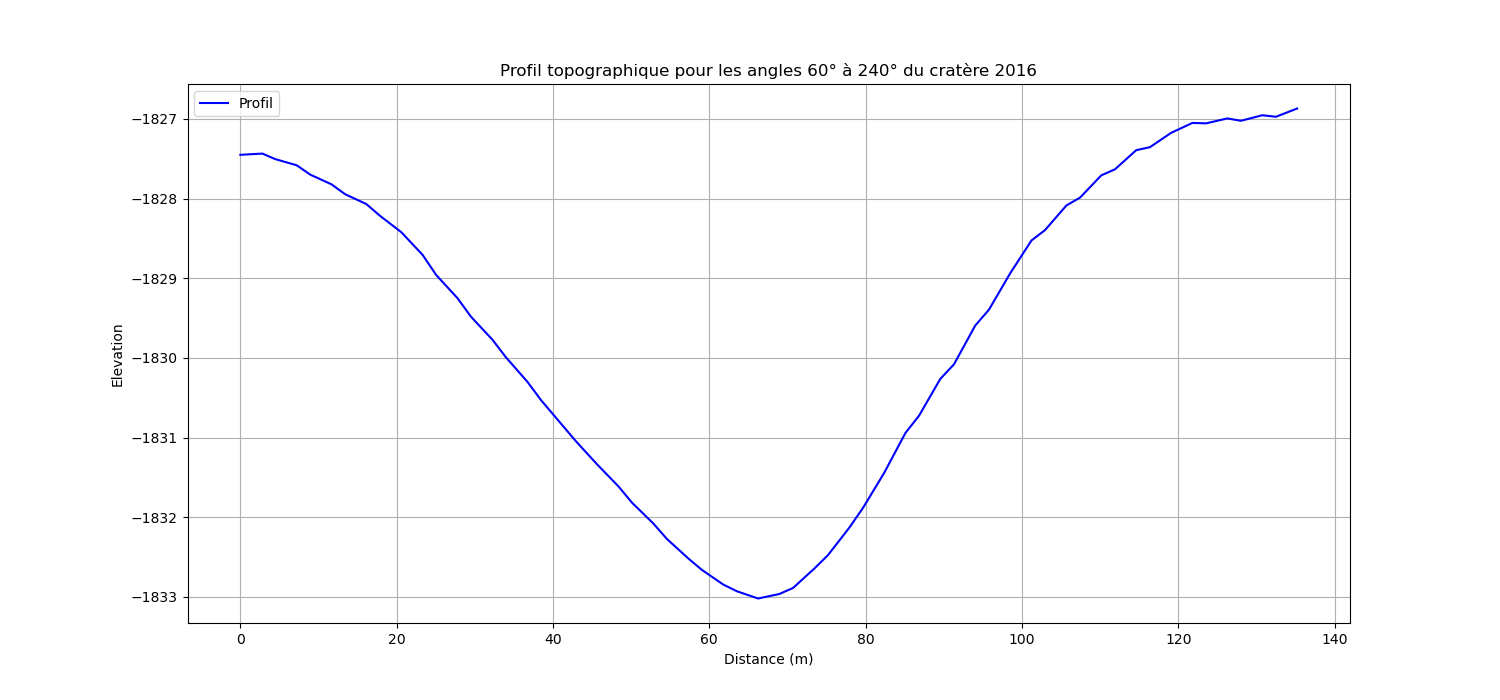 Profil topographique pour les angles 60° à 240° du cratère 2016
Profil
−1827
−1828
−1829
−1830
−1831
−1832
−1833
Elevation
0 20 40 60 80 100 120 140
Distance (m)